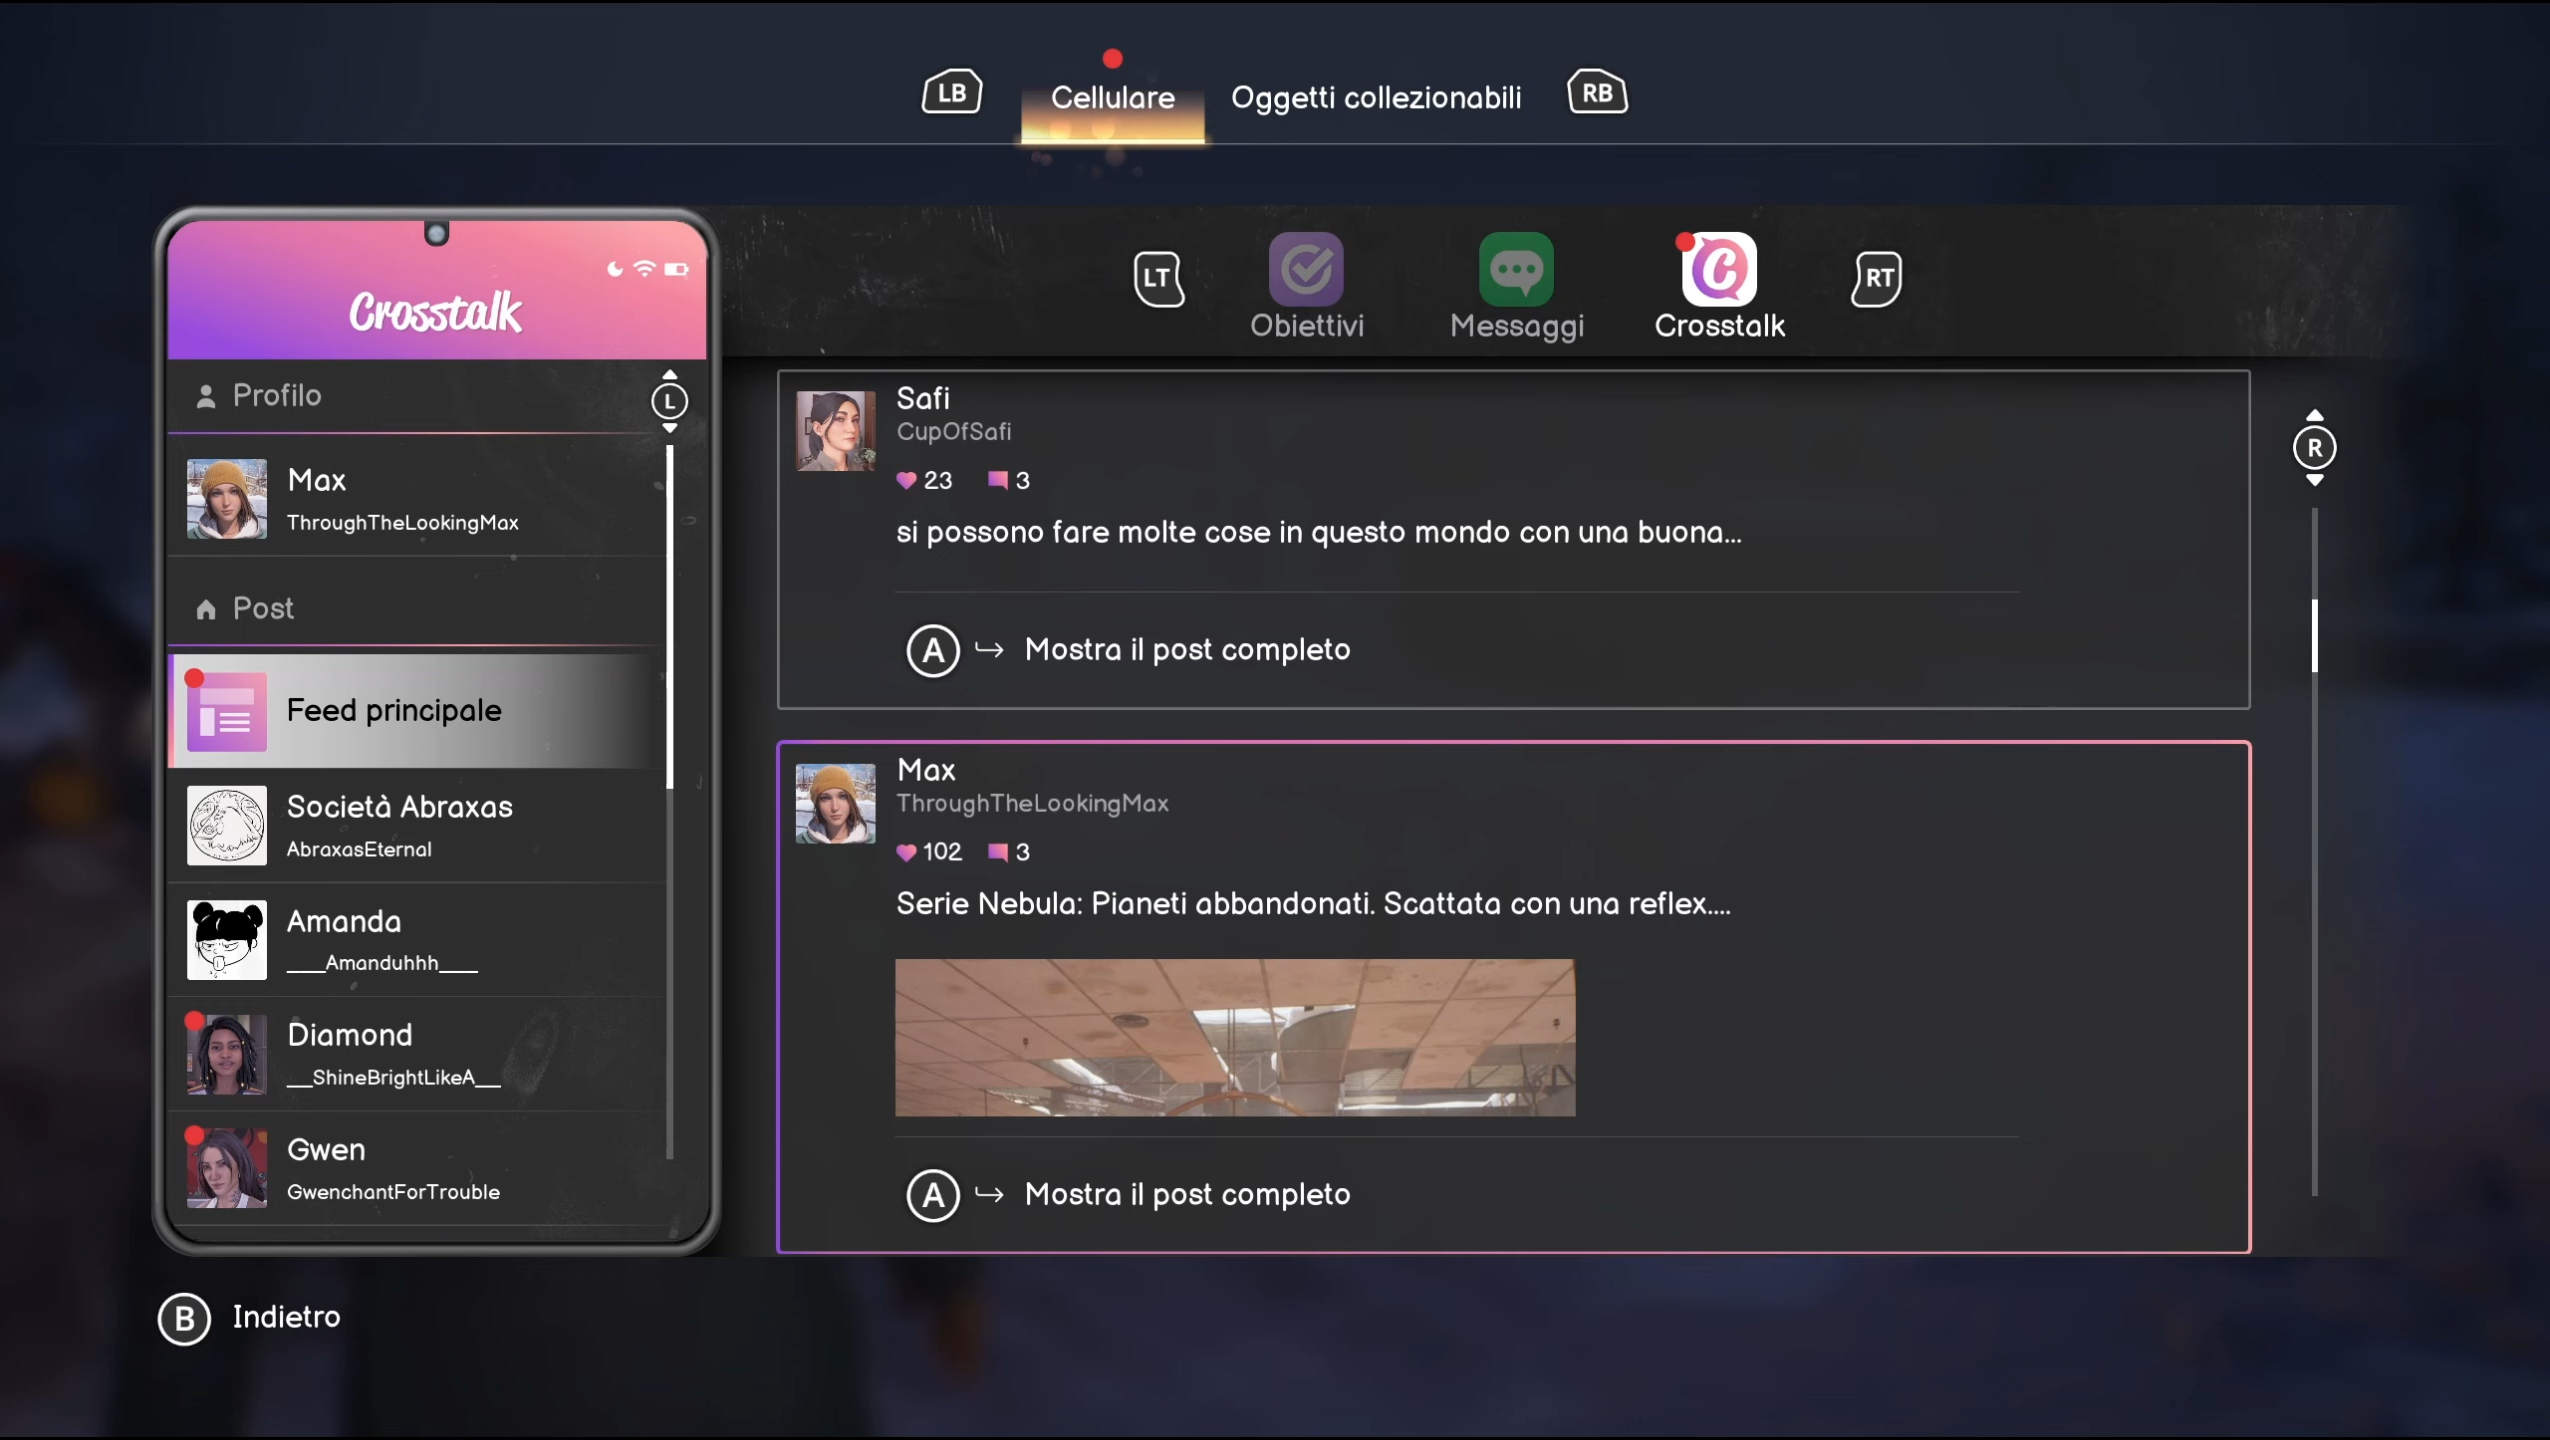 LB
Cellulare
Oggetti collezionabili
RB
Crosstalk
Profilo
L
Max
ThroughTheLookingMax
Post
Feed principale
Società Abraxas
AbraxasEternal
Amanda
___Amanduhhh___
Diamond
__ShineBrightLikeA__
Gwen
GwenchantForTrouble
LT
Obiettivi
Messaggi
C
Crosstalk
RT
Safi
CupOfSafi
23 3
si possono fare molte cose in questo mondo con una buona...
A Mostra il post completo
R
Max
ThroughTheLookingMax
102 3
Serie Nebula: Pianeti abbandonati. Scattata con una reflex....
A Mostra il post completo
B Indietro